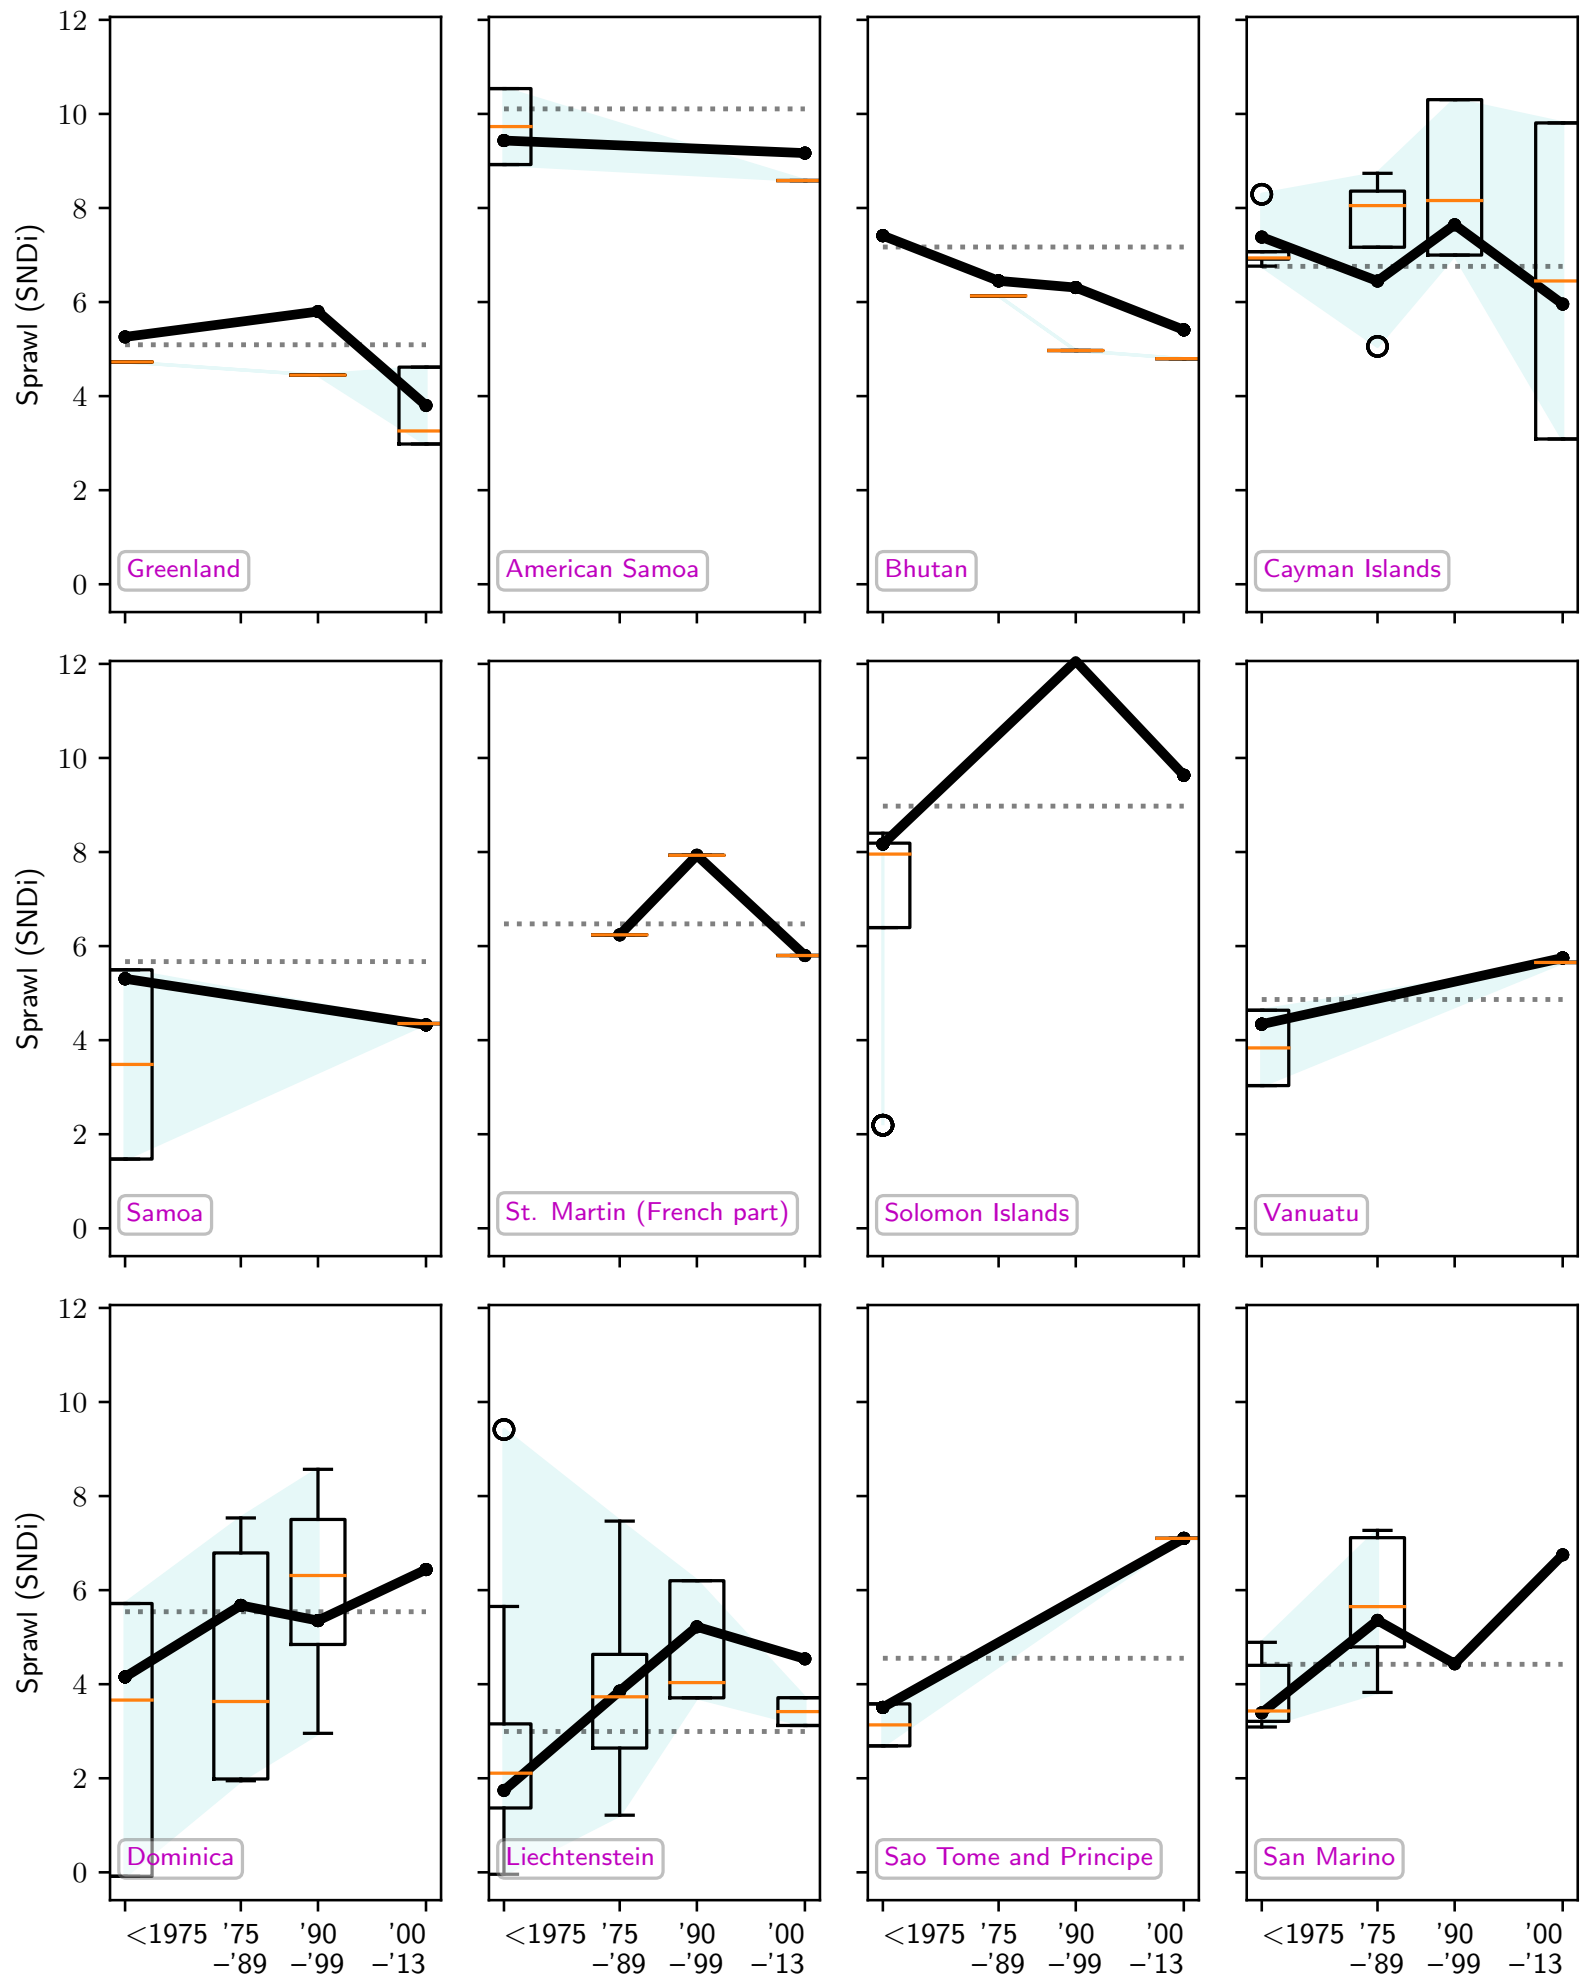 12
10
8
6
4
2
0
Sprawl (SNDi)
Greenland
American Samoa
Bhutan
Cayman Islands
12
10
8
6
4
2
0
Sprawl (SNDi)
Samoa
St. Martin (French part)
Solomon Islands
Vanuatu
12
10
8
6
4
2
0
Sprawl (SNDi)
Dominica
Liechtenstein
Sao Tome and Principe
San Marino
<1975 '75 '90 '00 <1975 '75 '90 '00 <1975 '75 '90 '00 <1975 '75 '90 '00
–'89 –'99 –'13 –'89 –'99 –'13 –'89 –'99 –'13 –'89 –'99 –'13